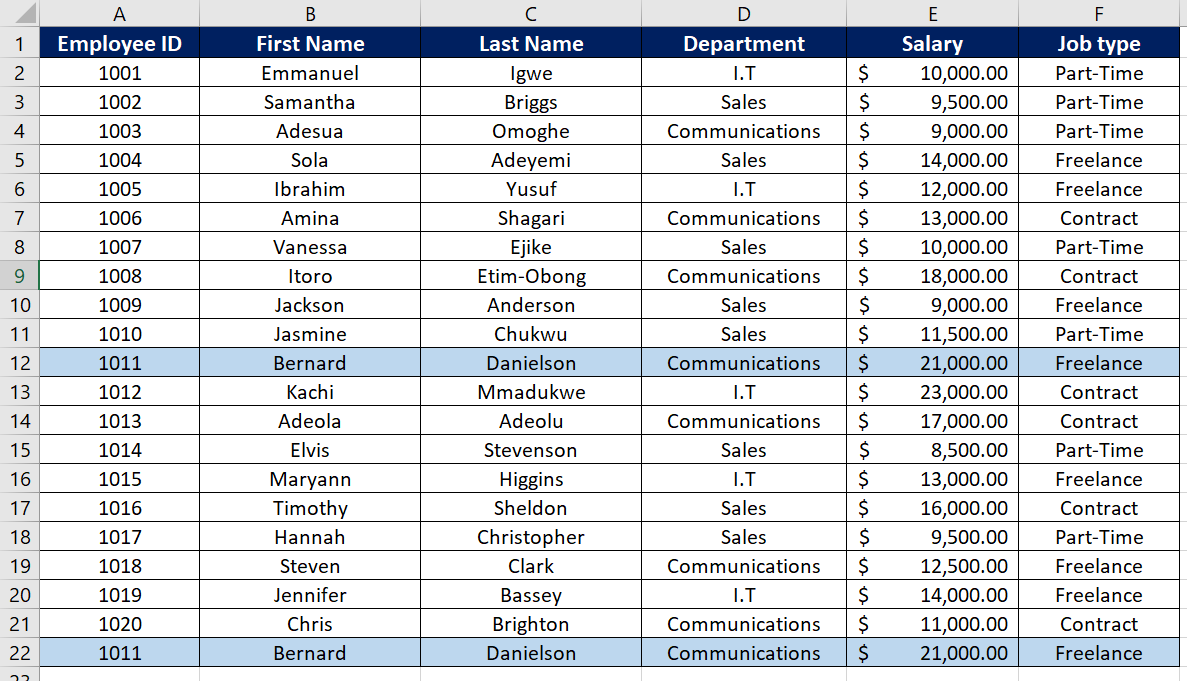 A B C D E F
1 Employee ID First Name Last Name Department Salary Job type
2 1001 Emmanuel Igwe I.T $ 10,000.00 Part-Time
3 1002 Samantha Briggs Sales $ 9,500.00 Part-Time
4 1003 Adesua Omoghe Communications $ 9,000.00 Part-Time
5 1004 Sola Adeyemi Sales $ 14,000.00 Freelance
6 1005 Ibrahim Yusuf I.T $ 12,000.00 Freelance
7 1006 Amina Shagari Communications $ 13,000.00 Contract
8 1007 Vanessa Ejike Sales $ 10,000.00 Part-Time
9 1008 Itoro Etim-Obong Communications $ 18,000.00 Contract
10 1009 Jackson Anderson Sales $ 9,000.00 Freelance
11 1010 Jasmine Chukwu Sales $ 11,500.00 Part-Time
12 1011 Bernard Danielson Communications $ 21,000.00 Freelance
13 1012 Kachi Mmadukwe I.T $ 23,000.00 Contract
14 1013 Adeola Adeolu Communications $ 17,000.00 Contract
15 1014 Elvis Stevenson Sales $ 8,500.00 Part-Time
16 1015 Maryann Higgins I.T $ 13,000.00 Freelance
17 1016 Timothy Sheldon Sales $ 16,000.00 Contract
18 1017 Hannah Christopher Sales $ 9,500.00 Part-Time
19 1018 Steven Clark Communications $ 12,500.00 Freelance
20 1019 Jennifer Bassey I.T $ 14,000.00 Freelance
21 1020 Chris Brighton Communications $ 11,000.00 Contract
22 1011 Bernard Danielson Communications $ 21,000.00 Freelance